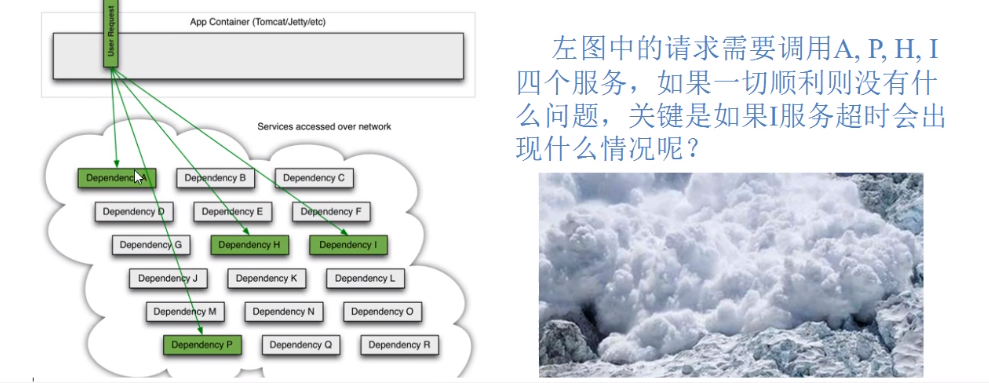 User Request
App Container (Tomcat/Jetty/etc)
Services accessed over network
Dependency A
Dependency B
Dependency C
Dependency D
Dependency E
Dependency F
Dependency G
Dependency H
Dependency I
Dependency J
Dependency K
Dependency L
Dependency M
Dependency N
Dependency O
Dependency P
Dependency Q
Dependency R
左图中的请求需要调用A, P, H, I
四个服务，如果一切顺利则没有什
么问题，关键是如果I服务超时会出
现什么情况呢？